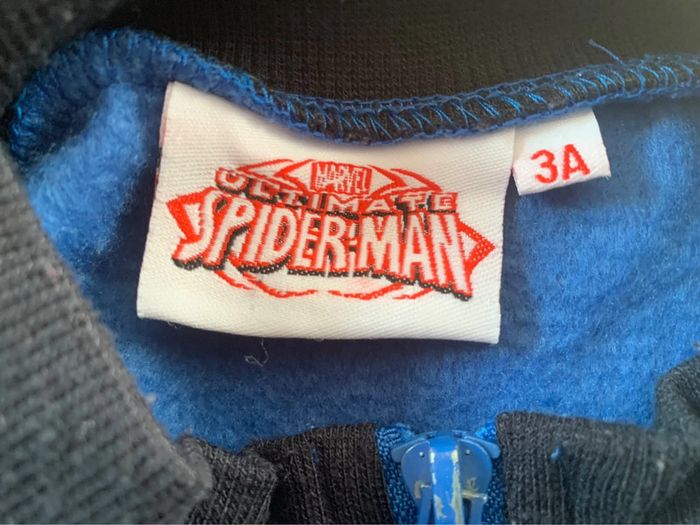 MARVEL
ULTIMATE
SPIDER-MAN
3A